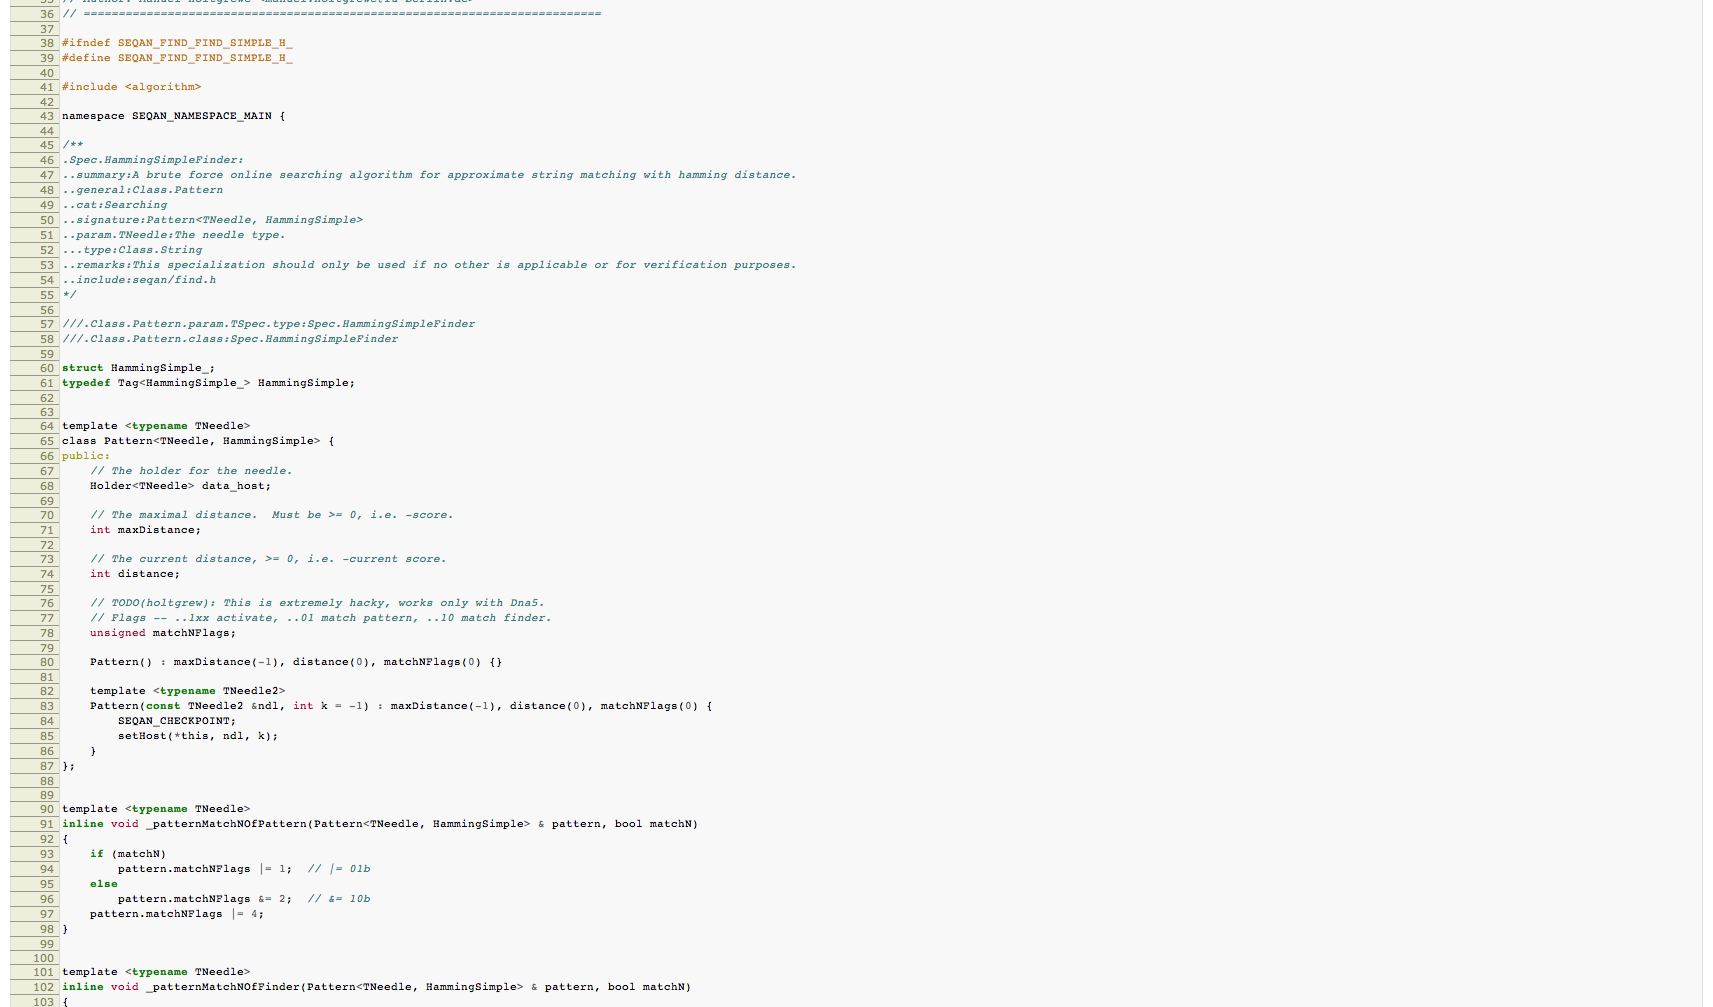 36 // ==========================================================================
37
38 #ifndef SEQAN_FIND_FIND_SIMPLE_H_
39 #define SEQAN_FIND_FIND_SIMPLE_H_
40
41 #include <algorithm>
42
43 namespace SEQAN_NAMESPACE_MAIN {
44
45 /**
46 .Spec.HammingSimpleFinder:
47 ..summary:A brute force online searching algorithm for approximate string matching with hamming distance.
48 ..general:Class.Pattern
49 ..cat:Searching
50 ..signature:Pattern<TNeedle, HammingSimple>
51 ..param.TNeedle:The needle type.
52 ...type:Class.String
53 ..remarks:This specialization should only be used if no other is applicable or for verification purposes.
54 ..include:seqan/find.h
55 */
56
57 ///.Class.Pattern.param.TSpec.type:Spec.HammingSimpleFinder
58 ///.Class.Pattern.class:Spec.HammingSimpleFinder
59
60 struct HammingSimple_;
61 typedef Tag<HammingSimple_> HammingSimple;
62
63
64 template <typename TNeedle>
65 class Pattern<TNeedle, HammingSimple> {
66 public:
67     // The holder for the needle.
68     Holder<TNeedle> data_host;
69
70     // The maximal distance.  Must be >= 0, i.e. -score.
71     int maxDistance;
72
73     // The current distance, >= 0, i.e. -current score.
74     int distance;
75
76     // TODO(holtgrew): This is extremely hacky, works only with Dna5.
77     // Flags -- ..1xx activate, ..01 match pattern, ..10 match finder.
78     unsigned matchNFlags;
79
80     Pattern() : maxDistance(-1), distance(0), matchNFlags(0) {}
81
82     template <typename TNeedle2>
83     Pattern(const TNeedle2 &ndl, int k = -1) : maxDistance(-1), distance(0), matchNFlags(0) {
84         SEQAN_CHECKPOINT;
85         setHost(*this, ndl, k);
86     }
87 };
88
89
90 template <typename TNeedle>
91 inline void _patternMatchNOfPattern(Pattern<TNeedle, HammingSimple> & pattern, bool matchN)
92 {
93     if (matchN)
94         pattern.matchNFlags |= 1;  // |= 01b
95     else
96         pattern.matchNFlags &= 2;  // &= 10b
97     pattern.matchNFlags |= 4;
98 }
99
100
101 template <typename TNeedle>
102 inline void _patternMatchNOfFinder(Pattern<TNeedle, HammingSimple> & pattern, bool matchN)
103 {